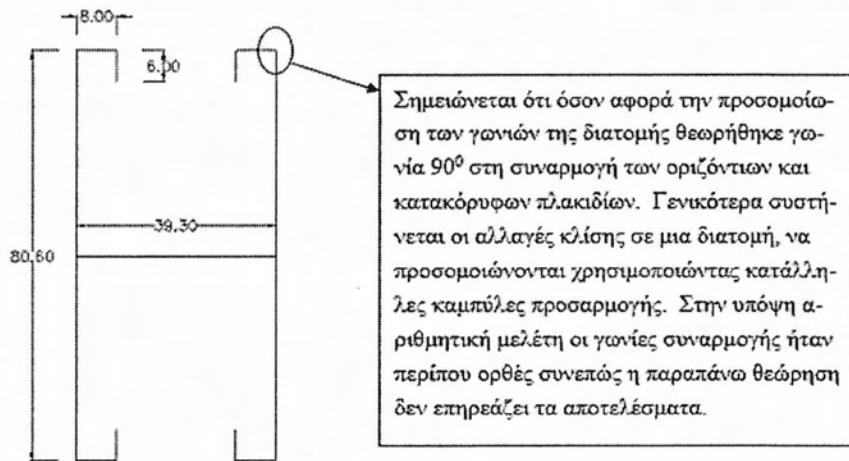 8.00
6.00
39.30
80.60
Σημειώνεται ότι όσον αφορά την προσομοίω-
ση των γωνιών της διατομής θεωρήθηκε γω-
νία 90⁰ στη συναρμογή των οριζόντιων και
κατακόρυφων πλακιδίων. Γενικότερα συστή-
νεται οι αλλαγές κλίσης σε μια διατομή, να
προσομοιώνονται χρησιμοποιώντας κατάλλη-
λες καμπύλες προσαρμογής. Στην υπόψη α-
ριθμητική μελέτη οι γωνίες συναρμογής ήταν
περίπου ορθές συνεπώς η παραπάνω θεώρηση
δεν επηρεάζει τα αποτελέσματα.